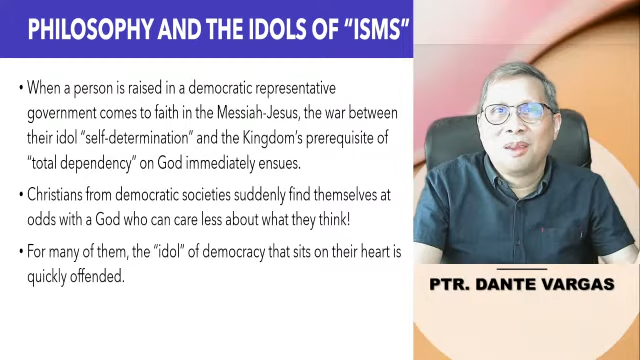 PHILOSOPHY AND THE IDOLS OF “ISMS”
• When a person is raised in a democratic representative
government comes to faith in the Messiah-Jesus, the war between
their idol “self-determination” and the Kingdom’s prerequisite of
“total dependency” on God immediately ensues.
• Christians from democratic societies suddenly find themselves at
odds with a God who can care less about what they think!
• For many of them, the “idol” of democracy that sits on their heart is
quickly offended.
PTR. DANTE VARGAS